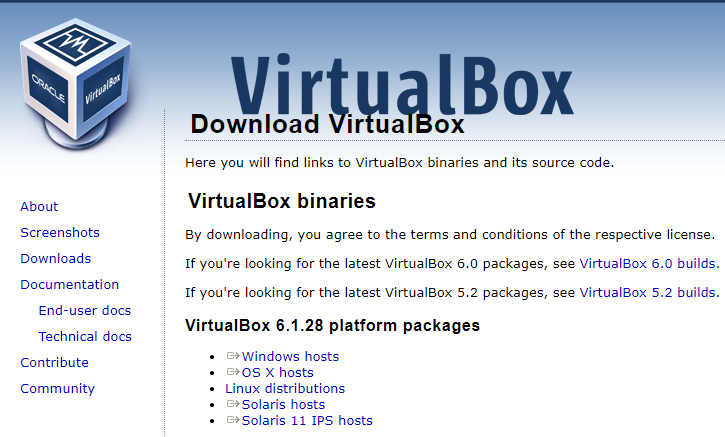 ORACLE
VirtualBox
VirtualBox
Download VirtualBox
Here you will find links to VirtualBox binaries and its source code.
VirtualBox binaries
By downloading, you agree to the terms and conditions of the respective license.
If you're looking for the latest VirtualBox 6.0 packages, see VirtualBox 6.0 builds.
If you're looking for the latest VirtualBox 5.2 packages, see VirtualBox 5.2 builds.
VirtualBox 6.1.28 platform packages
Windows hosts
OS X hosts
Linux distributions
Solaris hosts
Solaris 11 IPS hosts
About
Screenshots
Downloads
Documentation
End-user docs
Technical docs
Contribute
Community